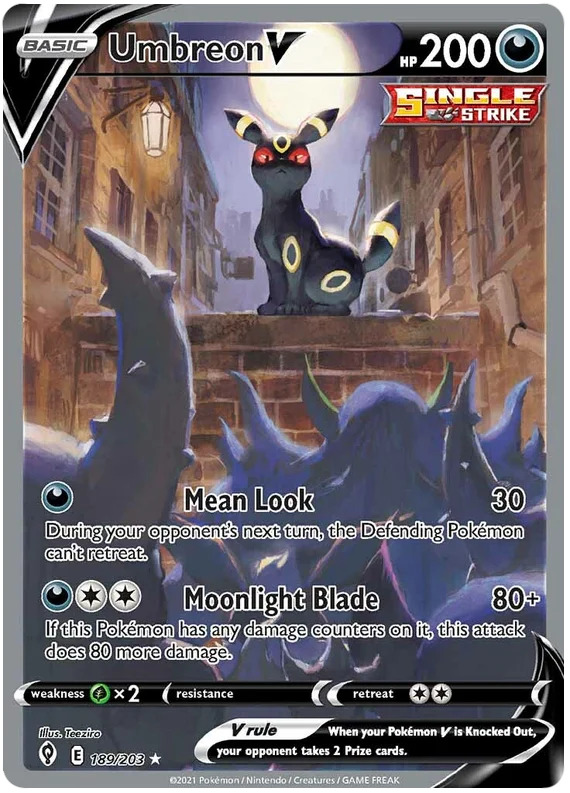 BASIC Umbreon V HP 200
SINGLE
STRIKE
Mean Look 30
During your opponent's next turn, the Defending Pokémon
can't retreat.
Moonlight Blade 80+
If this Pokémon has any damage counters on it, this attack
does 80 more damage.
weakness ×2 resistance retreat
Illus. Teeziro
E 189/203 ★
V rule When your Pokémon V is Knocked Out,
your opponent takes 2 Prize cards.
©2021 Pokémon / Nintendo / Creatures / GAME FREAK